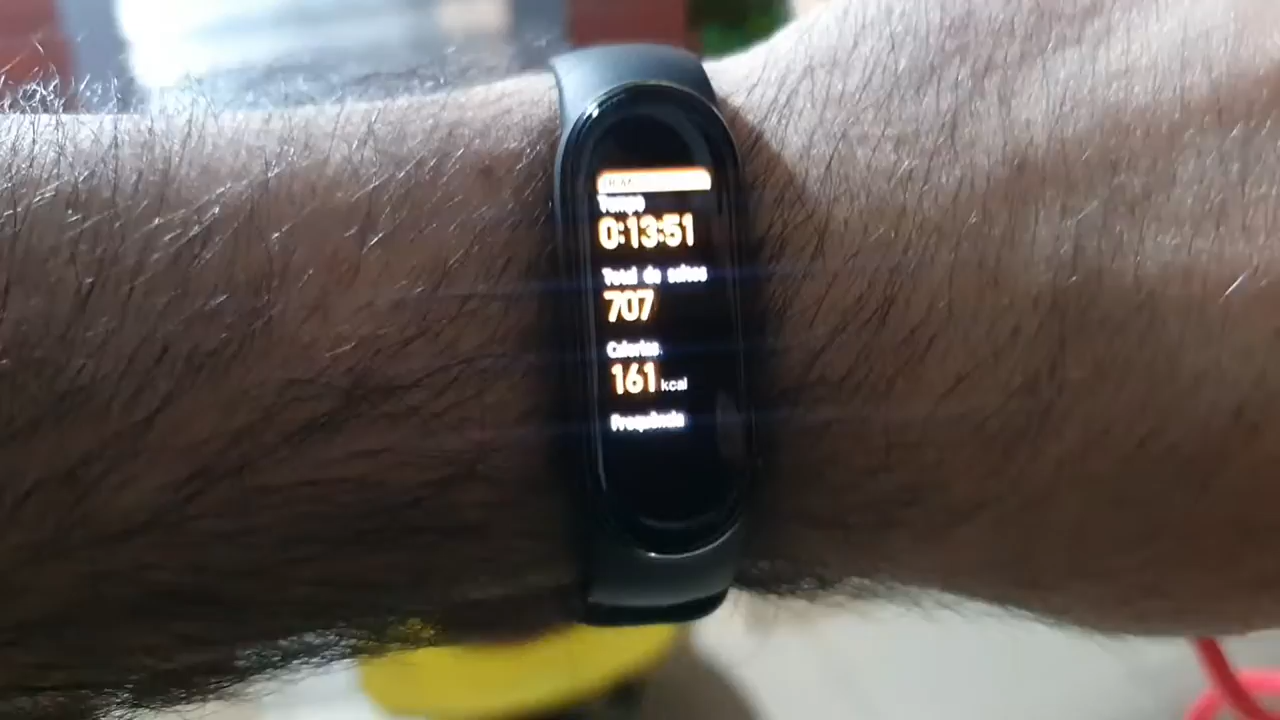 Tempo
0:13:51
Total de saltos
707
Calorias
161 kcal
Frequência